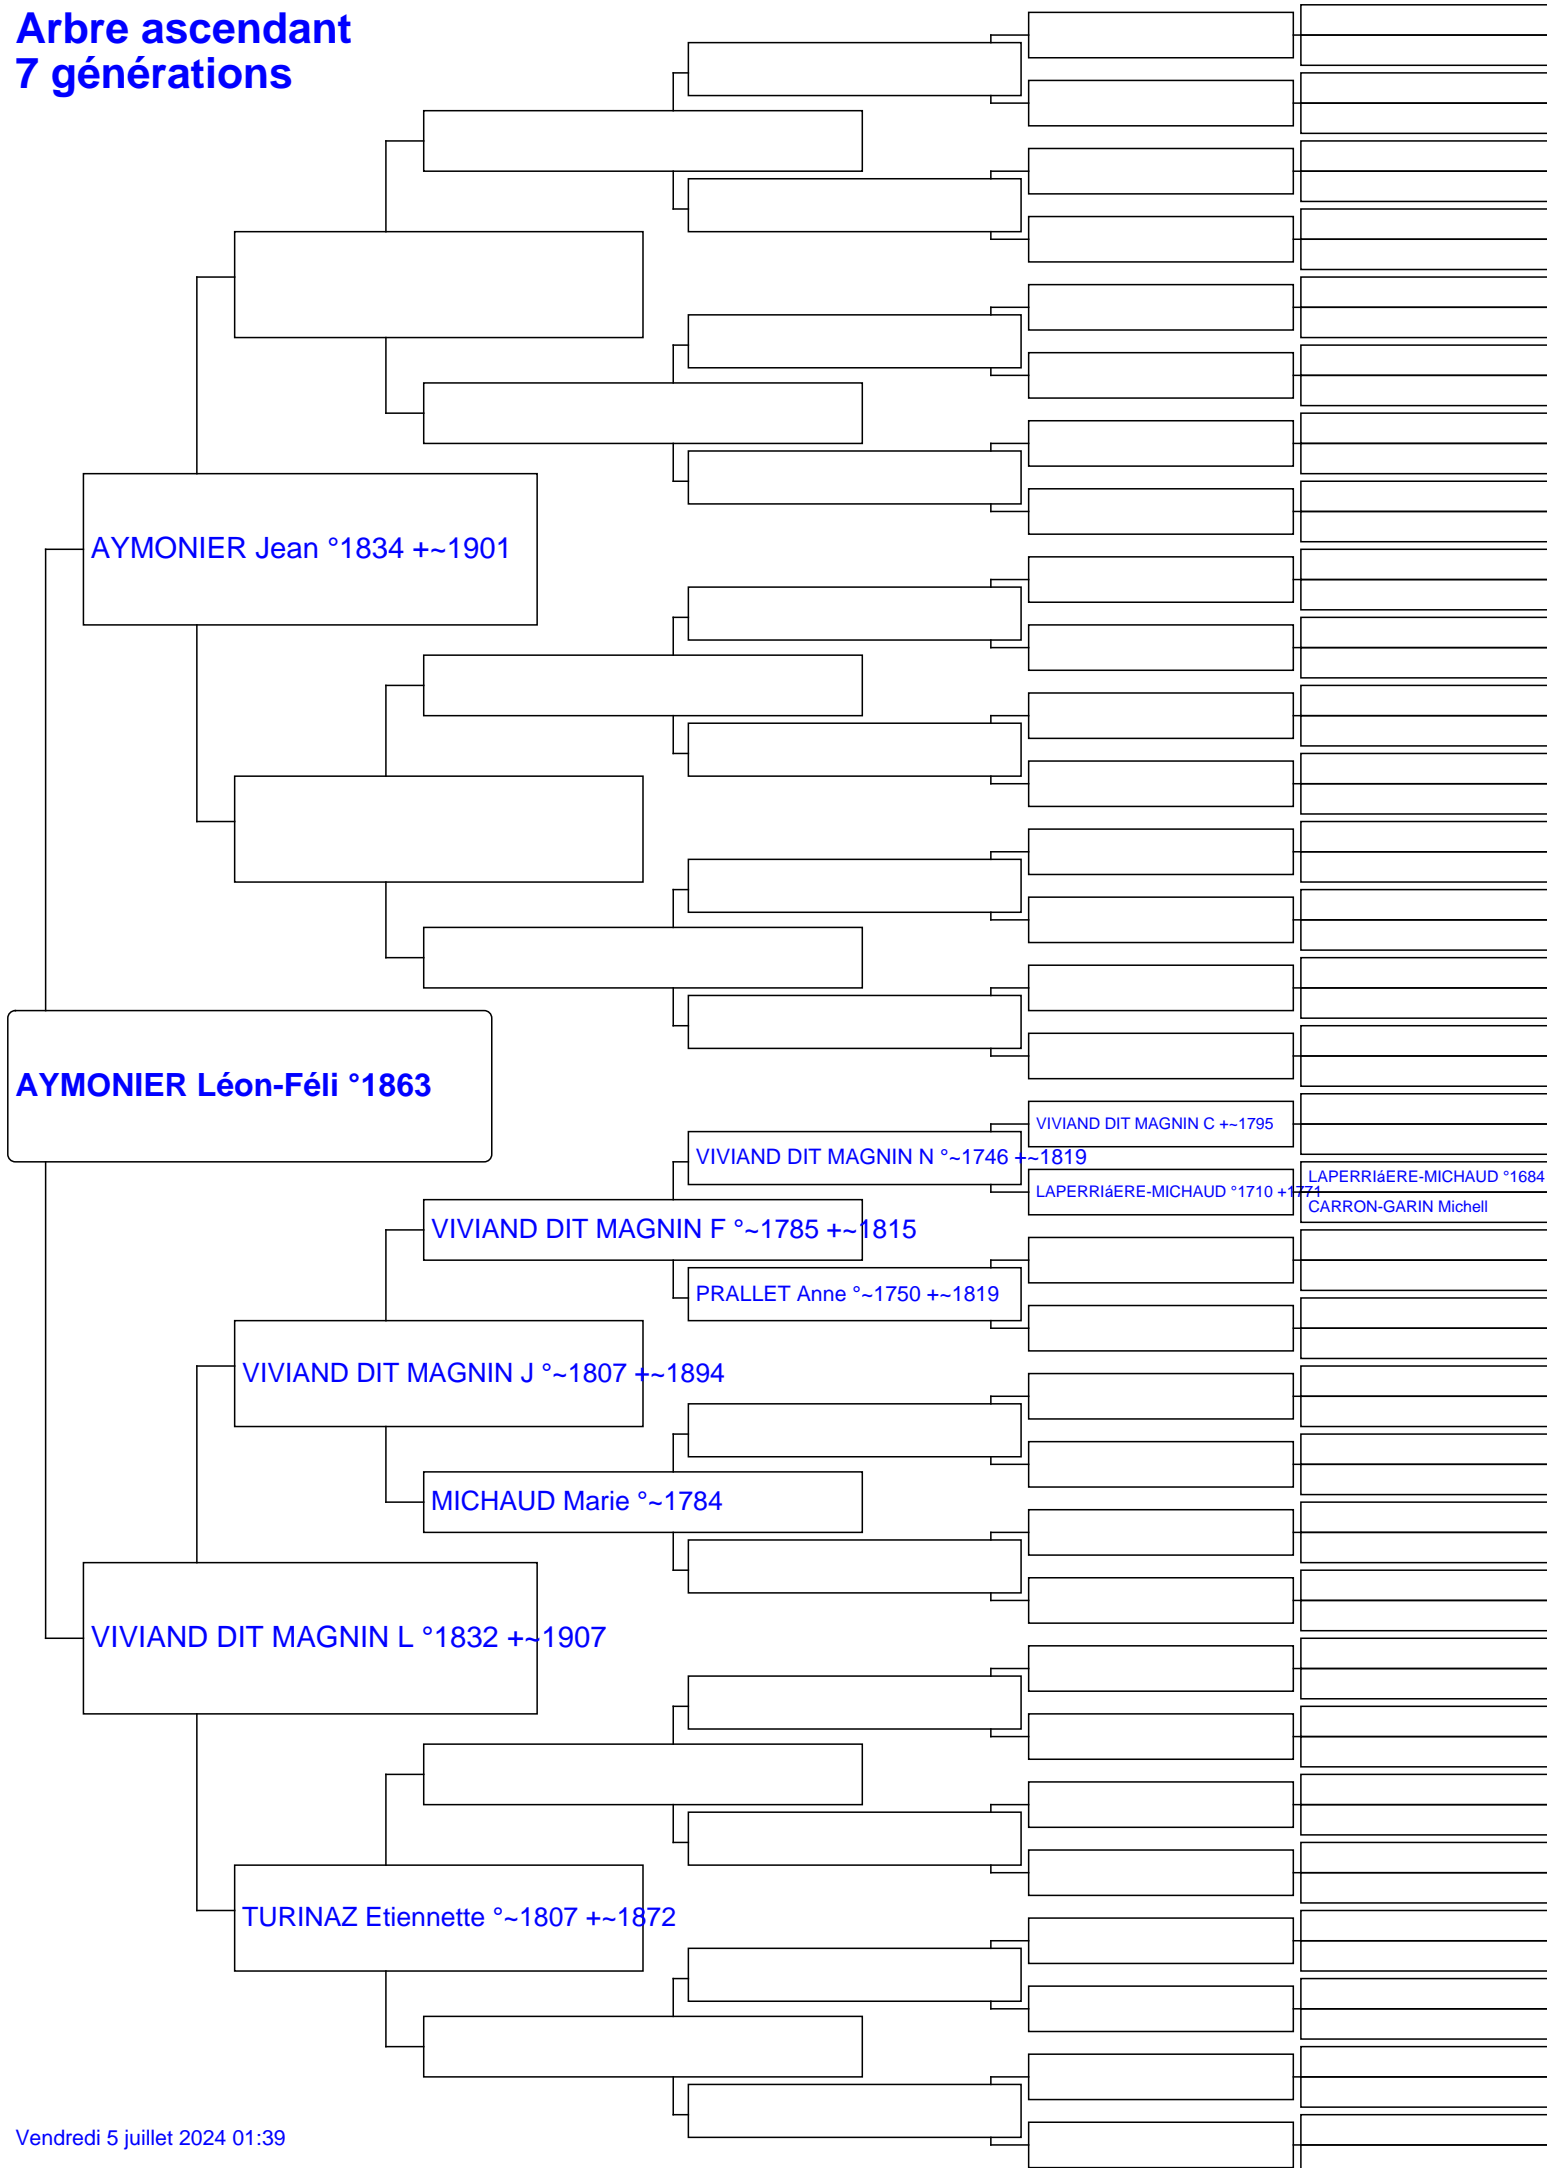 Arbre ascendant
7 générations
AYMONIER Jean °1834 +~1901
AYMONIER Léon-Féli °1863
VIVIAND DIT MAGNIN C +~1795
VIVIAND DIT MAGNIN N °~1746 +~1819
LAPERRIáERE-MICHAUD °1684
LAPERRIáERE-MICHAUD °1710 +1771
CARRON-GARIN Michell
VIVIAND DIT MAGNIN F °~1785 +~1815
PRALLET Anne °~1750 +~1819
VIVIAND DIT MAGNIN J °~1807 +~1894
MICHAUD Marie °~1784
VIVIAND DIT MAGNIN L °1832 +~1907
TURINAZ Etiennette °~1807 +~1872
Vendredi 5 juillet 2024 01:39